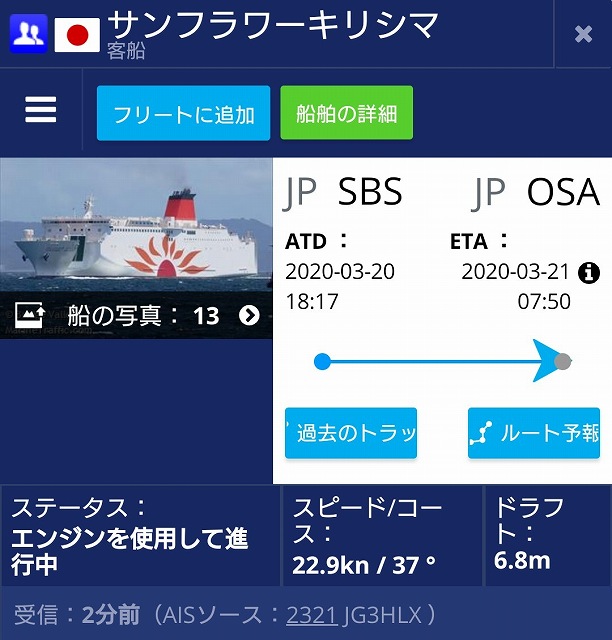 サンフラワーキリシマ
客船
フリートに追加
船舶の詳細
船の写真： 13
JP SBS
JP OSA
ATD ：
ETA ：
2020-03-20
2020-03-21
18:17
07:50
過去のトラッ
ルート予報
ステータス：
エンジンを使用して進
行中
スピード/コー
ス：
22.9kn / 37 °
ドラフ
ト：
6.8m
受信：2分前（AISソース：2321 JG3HLX ）